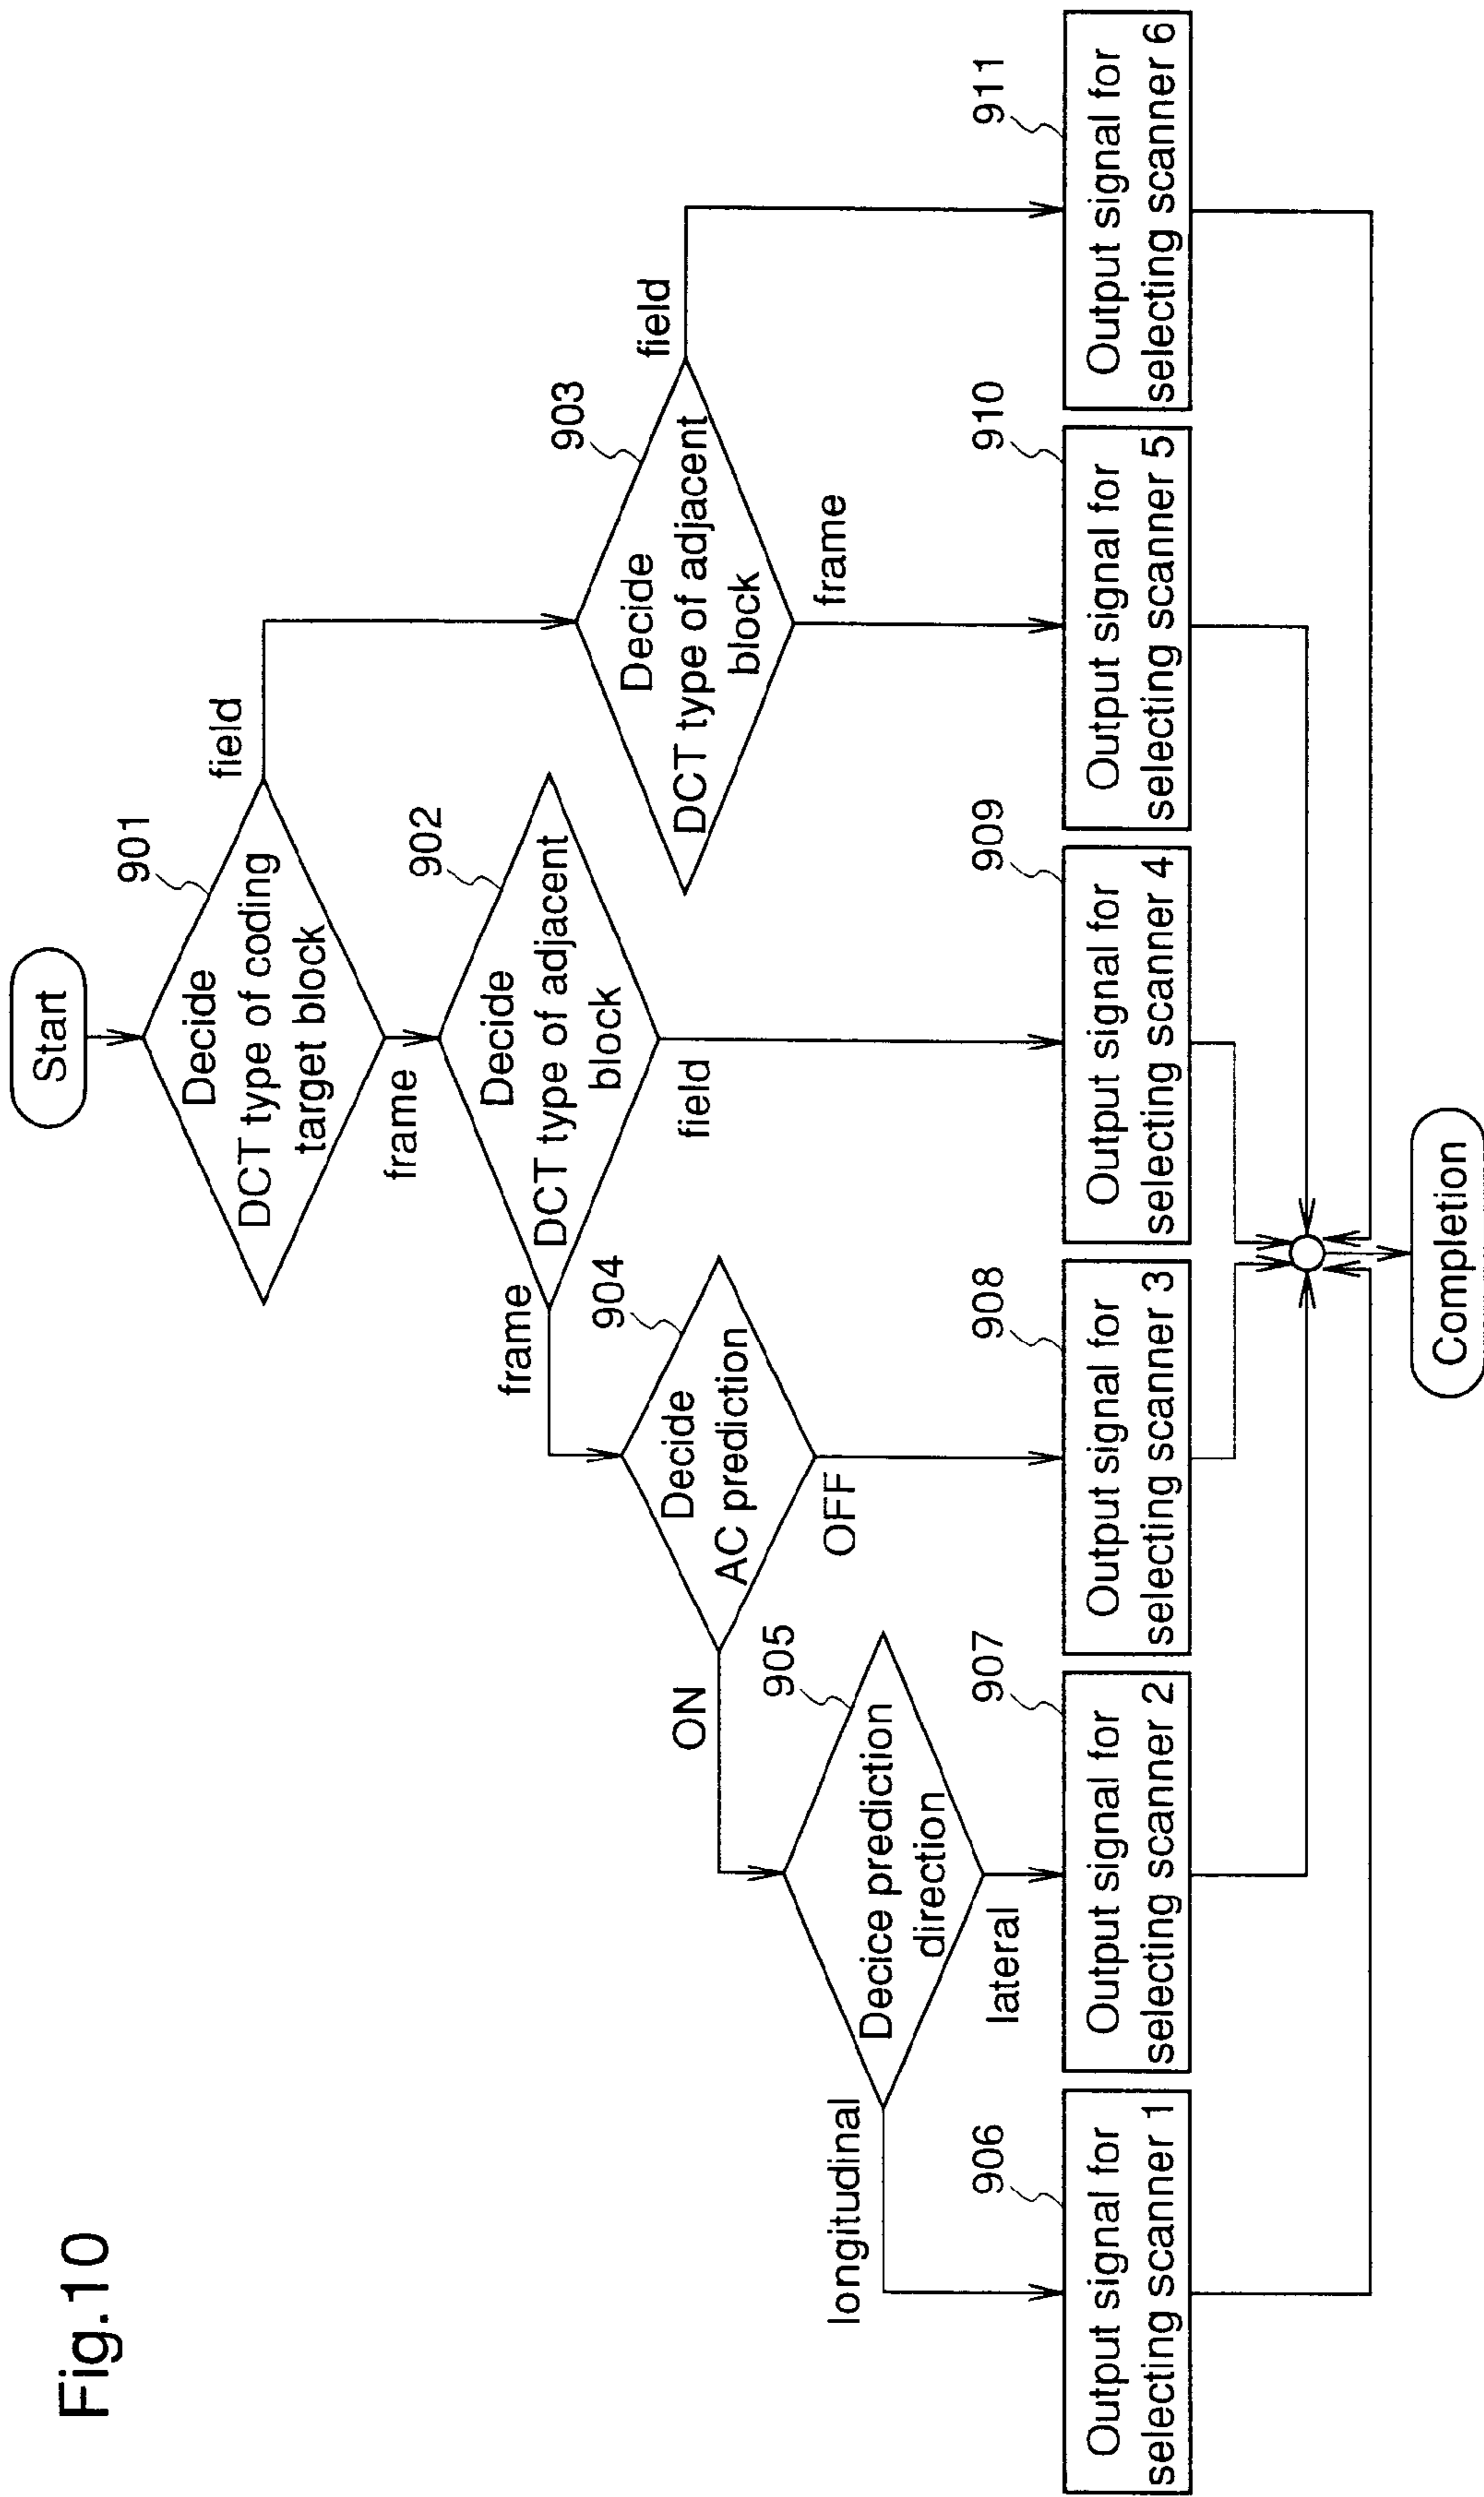 Fig.10
Start
901
Decide
DCT type of coding
target block
field
frame
902
Decide
DCT type of adjacent
block
frame
field
903
Decide
DCT type of adjacent
block
field
frame
904
Decide
AC prediction
ON
OFF
905
Decice prediction
direction
longitudinal
lateral
906
Output signal for
selecting scanner 1
907
Output signal for
selecting scanner 2
908
Output signal for
selecting scanner 3
909
Output signal for
selecting scanner 4
910
Output signal for
selecting scanner 5
911
Output signal for
selecting scanner 6
Completion